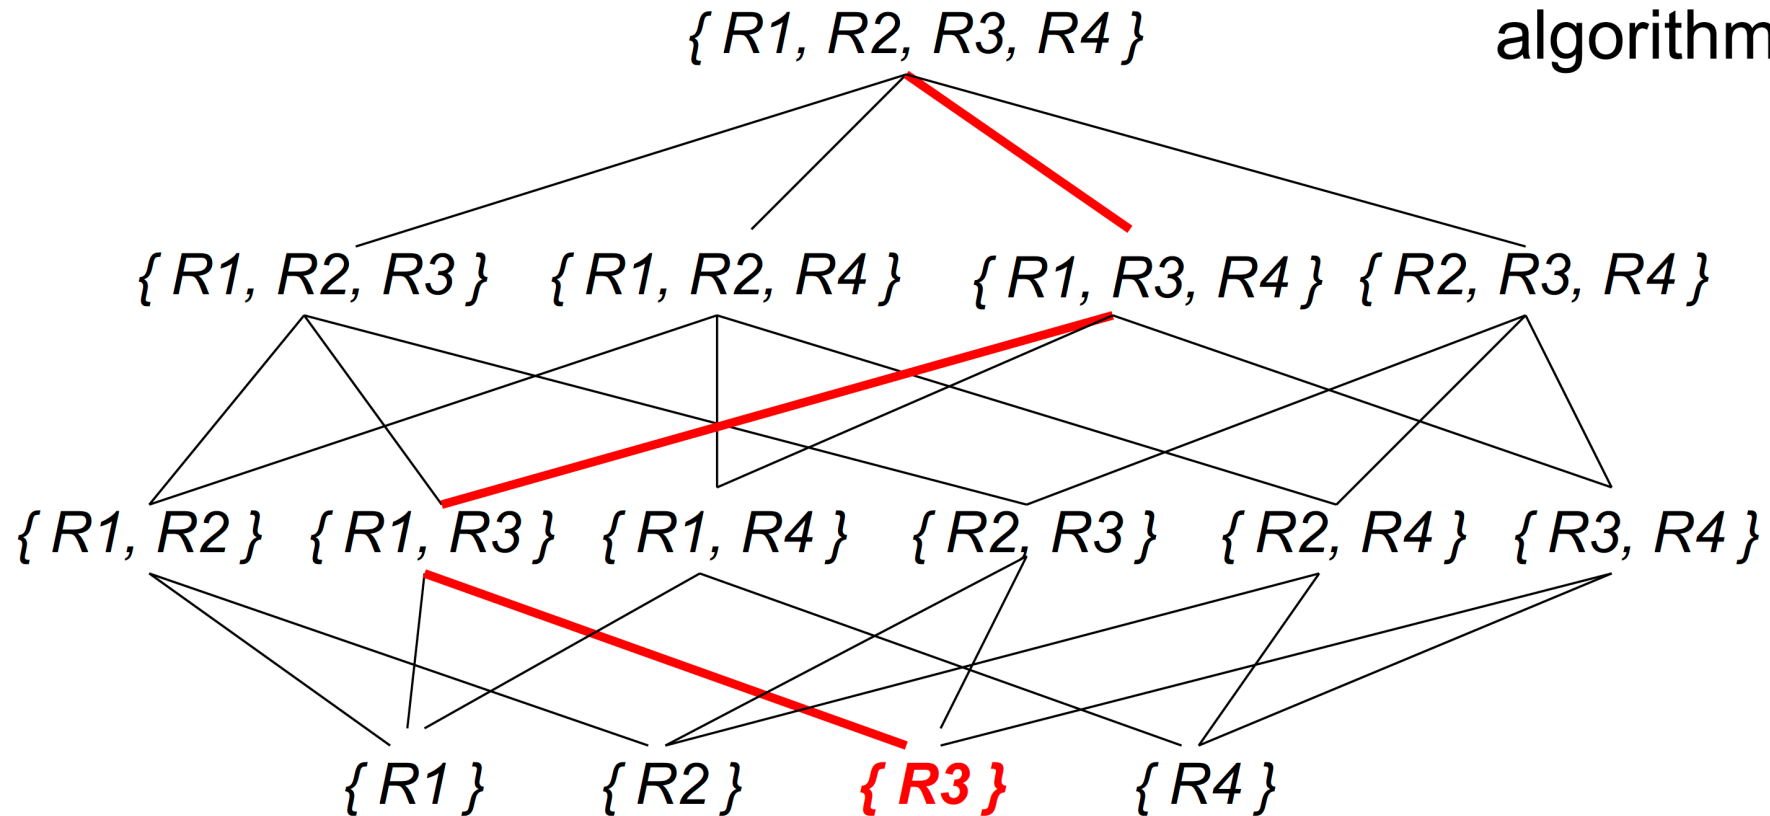 { R1, R2, R3, R4 }
algorithm
{ R1, R2, R3 } { R1, R2, R4 } { R1, R3, R4 } { R2, R3, R4 }
{ R1, R2 } { R1, R3 } { R1, R4 } { R2, R3 } { R2, R4 } { R3, R4 }
{ R1 } { R2 } { R3 } { R4 }